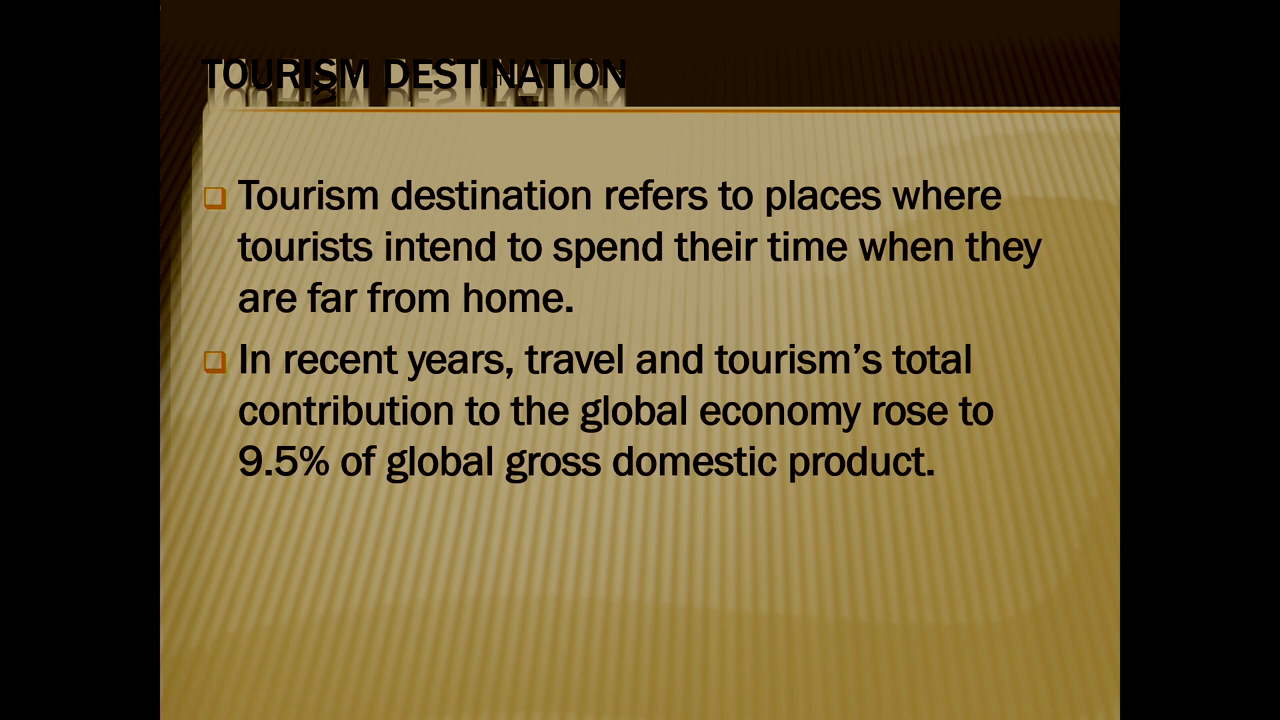 TOURISM DESTINATION
Tourism destination refers to places where
tourists intend to spend their time when they
are far from home.
In recent years, travel and tourism’s total
contribution to the global economy rose to
9.5% of global gross domestic product.